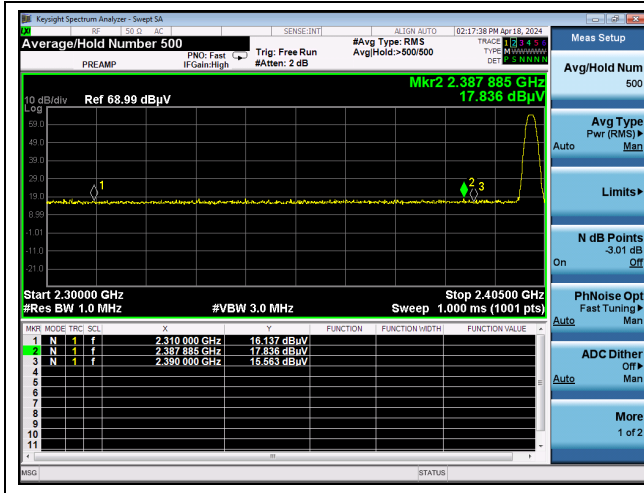 Keysight Spectrum Analyzer - Swept SA
RF 50 Ω AC SENSE:INT ALIGN AUTO 02:17:38 PM Apr 18, 2024
Average/Hold Number 500
PREAMP
PNO: Fast
IFGain:High
Trig: Free Run
#Atten: 2 dB
#Avg Type: RMS
Avg|Hold:>500/500
TRACE 1 2 3 4 5 6
TYPE M
DET P S N N N N
Mkr2 2.387 885 GHz
17.836 dBµV
10 dB/div Ref 68.99 dBµV
Log
59.0
49.0
39.0
29.0
19.0
8.99
-1.01
-11.0
-21.0
1
2
3
Start 2.30000 GHz Stop 2.40500 GHz
#Res BW 1.0 MHz #VBW 3.0 MHz Sweep 1.000 ms (1001 pts)
MKR MODE TRC SCL X Y FUNCTION FUNCTION WIDTH FUNCTION VALUE
1 N 1 f 2.310 000 GHz 16.137 dBµV
2 N 1 f 2.387 885 GHz 17.836 dBµV
3 N 1 f 2.390 000 GHz 15.563 dBµV
4
5
6
7
8
9
10
11
MSG STATUS
Meas Setup
Avg/Hold Num
500
Avg Type
Pwr (RMS)
Auto Man
Limits
N dB Points
-3.01 dB
On Off
PhNoise Opt
Fast Tuning
Auto Man
ADC Dither
Off
Auto Man
More
1 of 2